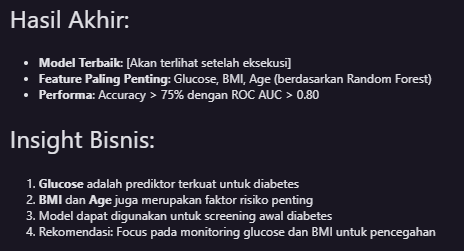 Hasil Akhir:
• Model Terbaik: [Akan terlihat setelah eksekusi]
• Feature Paling Penting: Glucose, BMI, Age (berdasarkan Random Forest)
• Performa: Accuracy > 75% dengan ROC AUC > 0.80
Insight Bisnis:
1. Glucose adalah prediktor terkuat untuk diabetes
2. BMI dan Age juga merupakan faktor risiko penting
3. Model dapat digunakan untuk screening awal diabetes
4. Rekomendasi: Focus pada monitoring glucose dan BMI untuk pencegahan